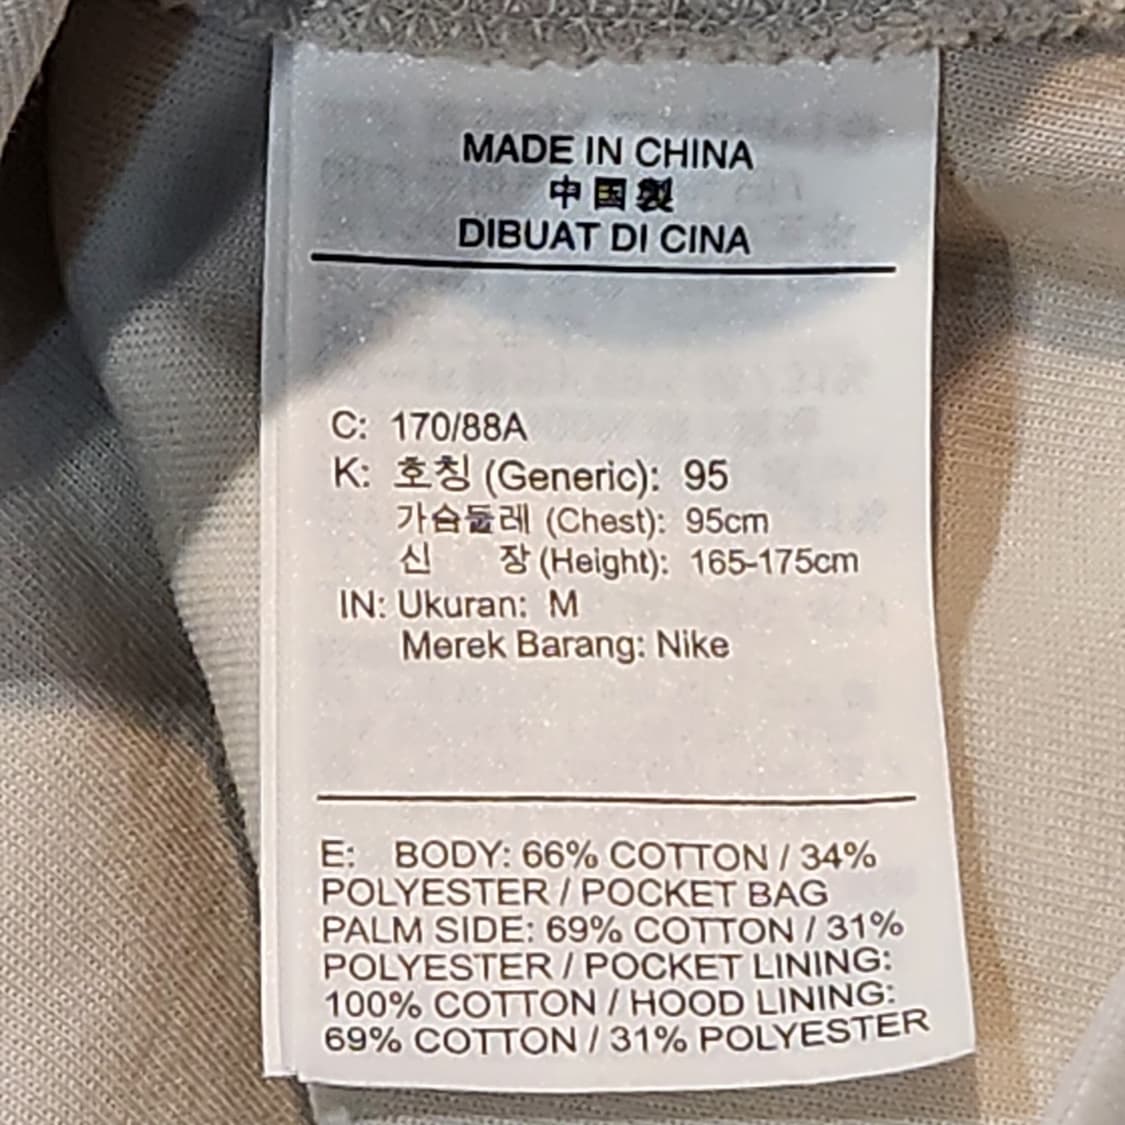 MADE IN CHINA
中国製
DIBUAT DI CINA
C: 170/88A
K: 호칭 (Generic): 95
가슴둘레 (Chest): 95cm
신 장 (Height): 165-175cm
IN: Ukuran: M
Merek Barang: Nike
E: BODY: 66% COTTON / 34%
POLYESTER / POCKET BAG
PALM SIDE: 69% COTTON / 31%
POLYESTER / POCKET LINING:
100% COTTON / HOOD LINING:
69% COTTON / 31% POLYESTER